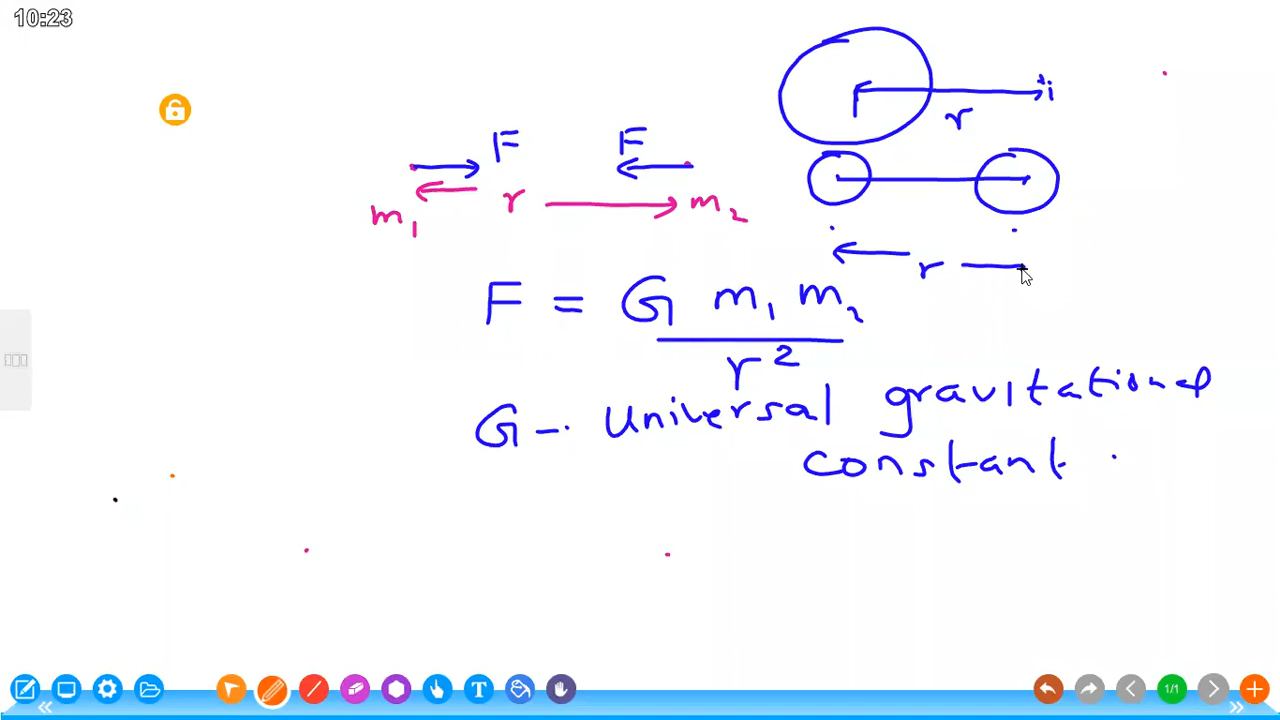 10:23
r
F F
m₁ r m₂
r
F = G m₁ m₂
r²
G - Universal gravitational
constant.
T
1/1